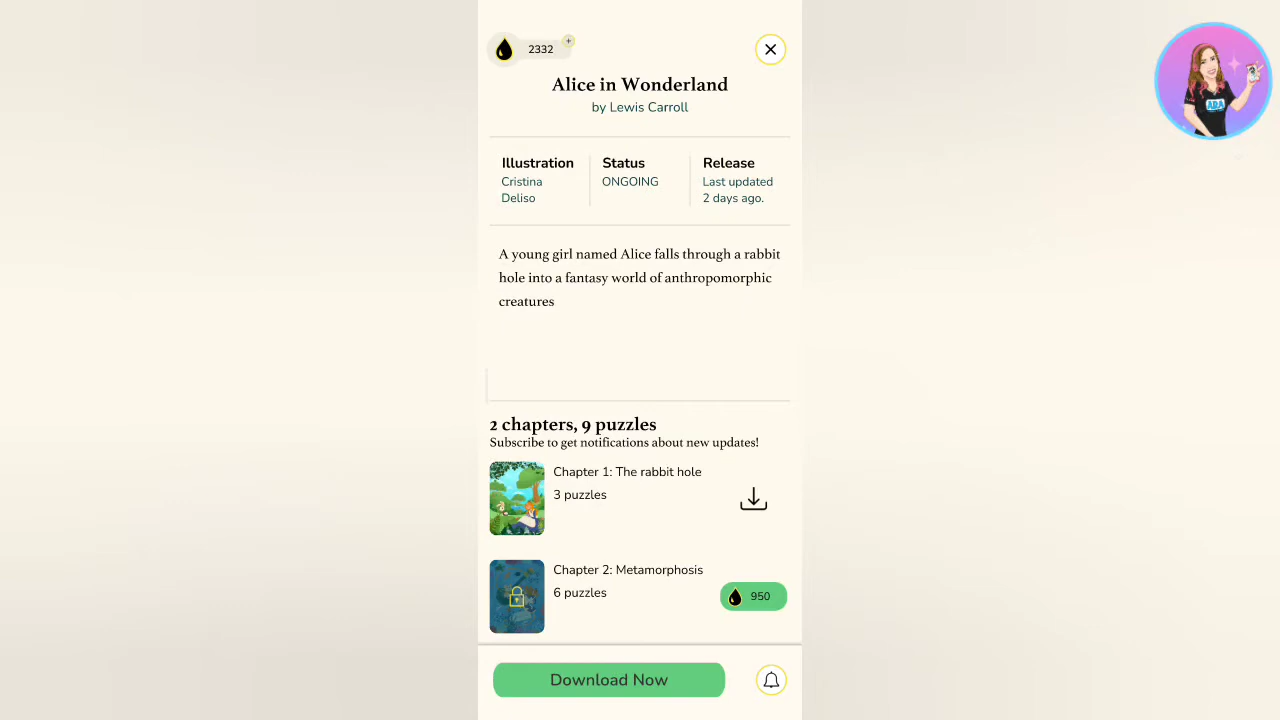 2332
+
Alice in Wonderland
by Lewis Carroll
Illustration
Cristina
Deliso
Status
ONGOING
Release
Last updated
2 days ago.
A young girl named Alice falls through a rabbit
hole into a fantasy world of anthropomorphic
creatures
2 chapters, 9 puzzles
Subscribe to get notifications about new updates!
Chapter 1: The rabbit hole
3 puzzles
Chapter 2: Metamorphosis
6 puzzles
950
Download Now
ARA